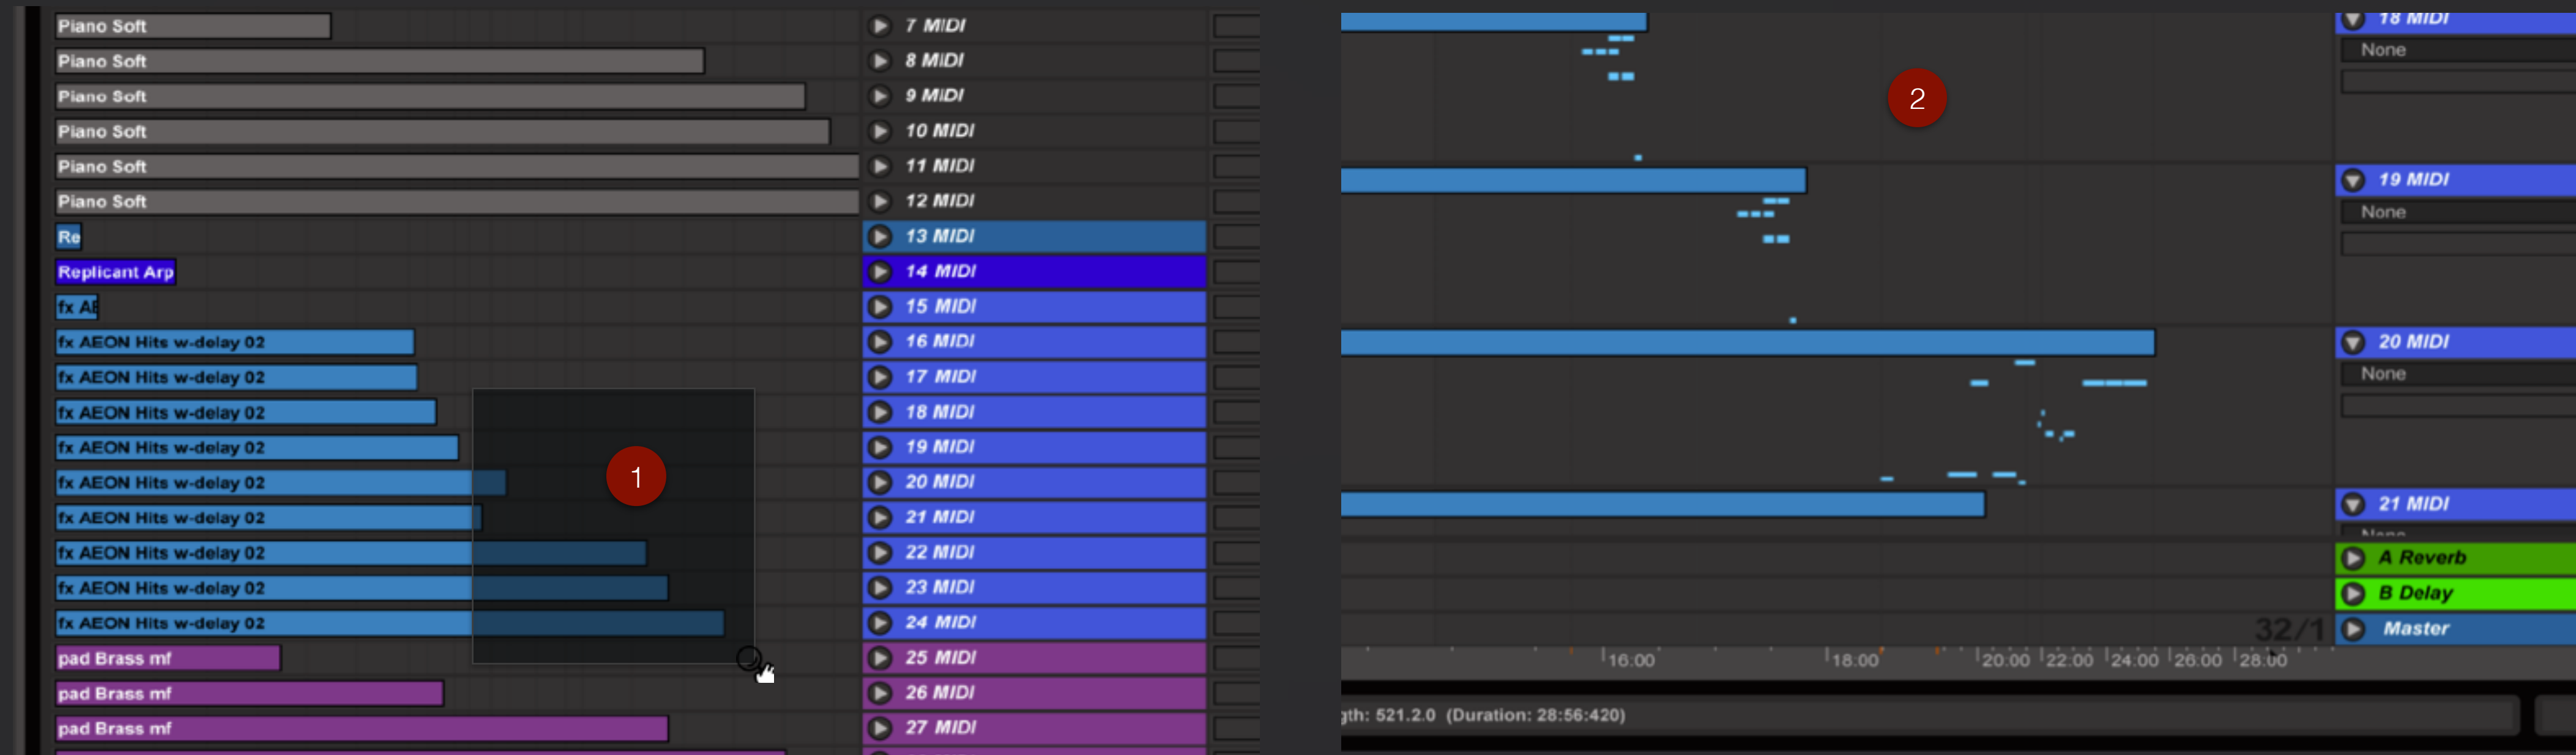 Piano Soft
7 MIDI
Piano Soft
8 MIDI
Piano Soft
9 MIDI
Piano Soft
10 MIDI
Piano Soft
11 MIDI
Piano Soft
12 MIDI
Re
13 MIDI
Replicant Arp
14 MIDI
fx AE
15 MIDI
fx AEON Hits w-delay 02
16 MIDI
fx AEON Hits w-delay 02
17 MIDI
fx AEON Hits w-delay 02
18 MIDI
fx AEON Hits w-delay 02
19 MIDI
1
fx AEON Hits w-delay 02
20 MIDI
fx AEON Hits w-delay 02
21 MIDI
fx AEON Hits w-delay 02
22 MIDI
fx AEON Hits w-delay 02
23 MIDI
fx AEON Hits w-delay 02
24 MIDI
pad Brass mf
25 MIDI
pad Brass mf
26 MIDI
pad Brass mf
27 MIDI
18 MIDI
None
2
19 MIDI
None
20 MIDI
None
21 MIDI
None
A Reverb
B Delay
32/1
Master
16:00 18:00 20:00 22:00 24:00 26:00 28:00
gth: 521.2.0 (Duration: 28:56:420)